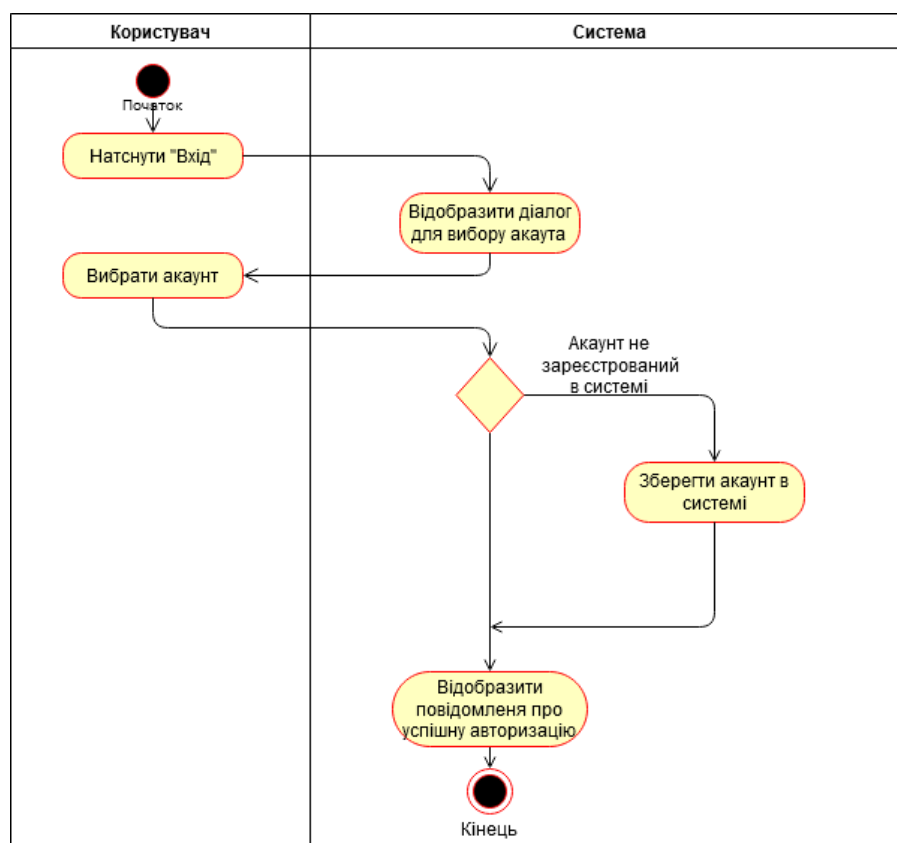 Користувач
Система
Початок
Натснути "Вхід"
Відобразити діалог
для вибору акаута
Вибрати акаунт
Акаунт не
зареєстрований
в системі
Зберегти акаунт в
системі
Відобразити
повідомленя про
успішну авторизацію
Кінець